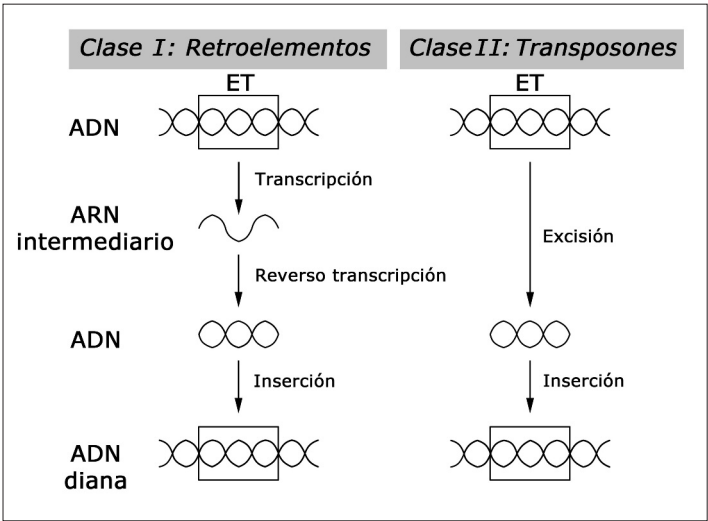 Clase I: Retroelementos
Clase II: Transposones
ET
ET
ADN
Transcripción
ARN
intermediario
Excisión
Reverso transcripción
ADN
Inserción
Inserción
ADN
diana